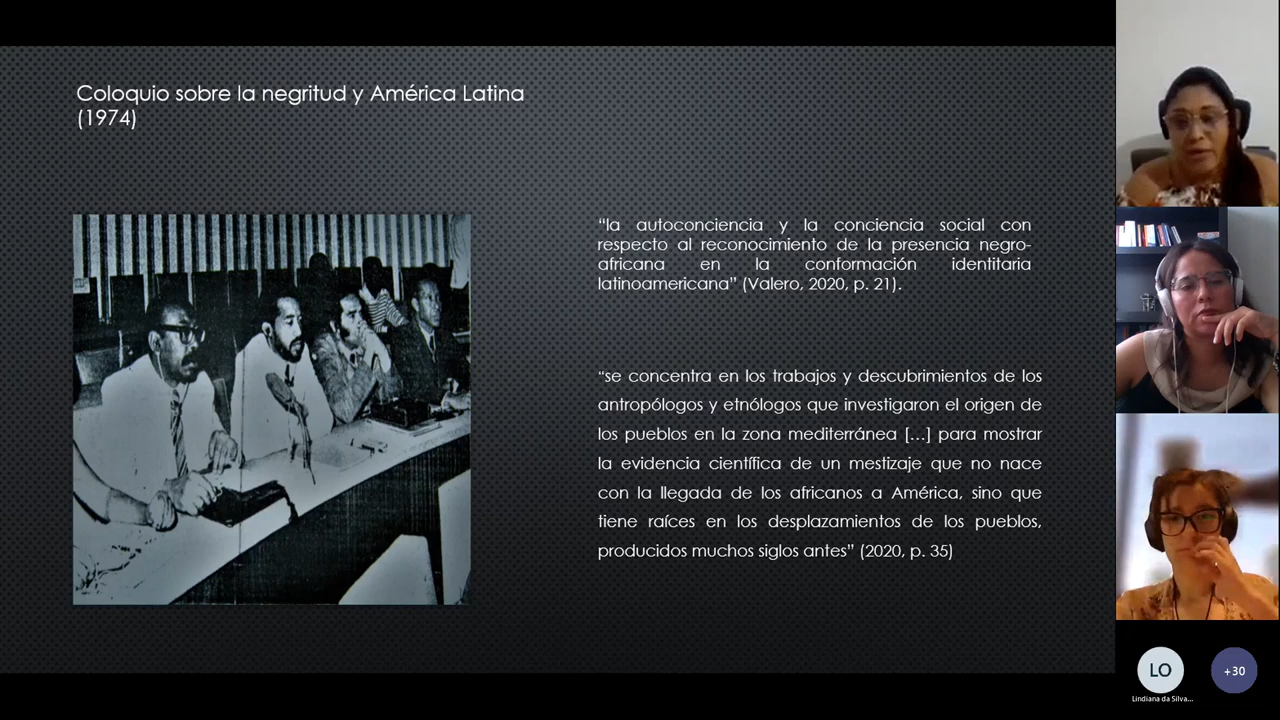 Coloquio sobre la negritud y América Latina
(1974)
“la autoconciencia y la conciencia social con
respecto al reconocimiento de la presencia negro-
africana en la conformación identitaria
latinoamericana” (Valero, 2020, p. 21).
“se concentra en los trabajos y descubrimientos de los
antropólogos y etnólogos que investigaron el origen de
los pueblos en la zona mediterránea [...] para mostrar
la evidencia científica de un mestizaje que no nace
con la llegada de los africanos a América, sino que
tiene raíces en los desplazamientos de los pueblos,
producidos muchos siglos antes” (2020, p. 35)
LO
+30
Lindiana da Silva...